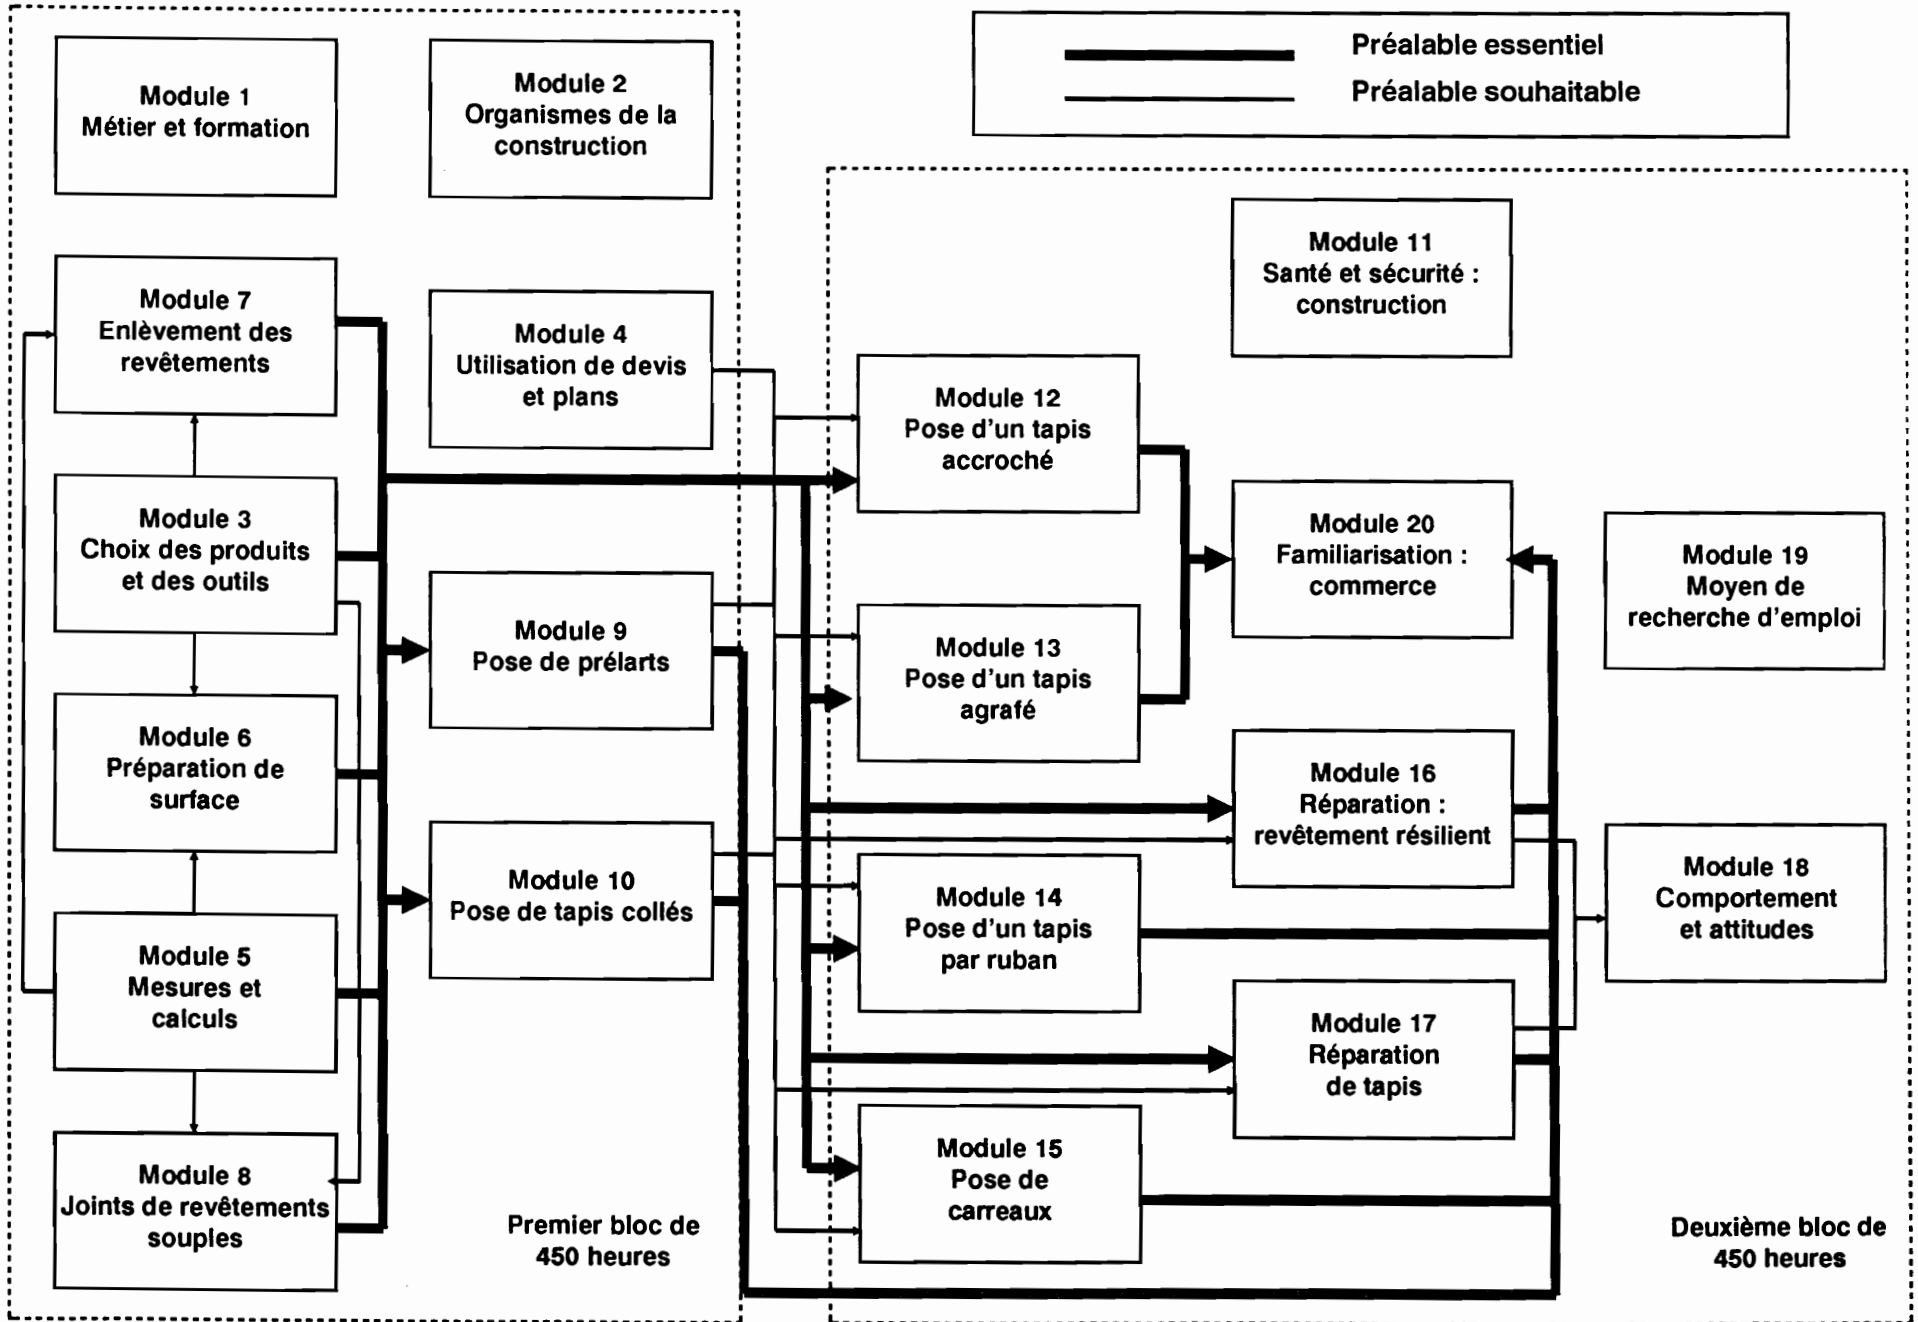 Module 1
Métier et formation
Module 2
Organismes de la
construction
Préalable essentiel
Préalable souhaitable
Module 7
Enlèvement des
revêtements
Module 4
Utilisation de devis
et plans
Module 3
Choix des produits
et des outils
Module 9
Pose de prélarts
Module 6
Préparation de
surface
Module 10
Pose de tapis collés
Module 5
Mesures et
calculs
Module 8
Joints de revêtements
souples
Premier bloc de
450 heures
Module 11
Santé et sécurité :
construction
Module 12
Pose d'un tapis
accroché
Module 20
Familiarisation :
commerce
Module 19
Moyen de
recherche d'emploi
Module 13
Pose d'un tapis
agrafé
Module 16
Réparation :
revêtement résilient
Module 14
Pose d'un tapis
par ruban
Module 18
Comportement
et attitudes
Module 17
Réparation
de tapis
Module 15
Pose de
carreaux
Deuxième bloc de
450 heures